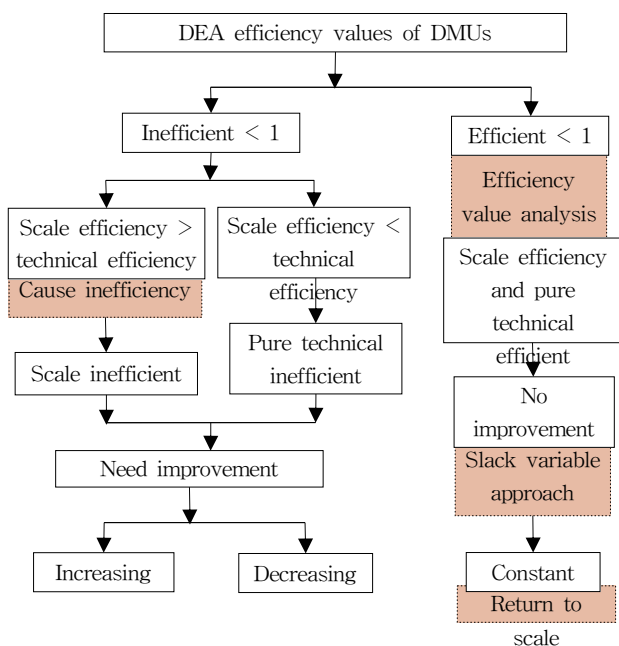 DEA efficiency values of DMUs
Inefficient < 1
Efficient < 1
Efficiency
value analysis
Scale efficiency >
technical efficiency
Cause inefficiency
Scale efficiency <
technical
efficiency
Scale efficiency
and pure
technical
efficient
Scale inefficient
Pure technical
inefficient
No
improvement
Slack variable
approach
Need improvement
Increasing
Decreasing
Constant
Return to
scale